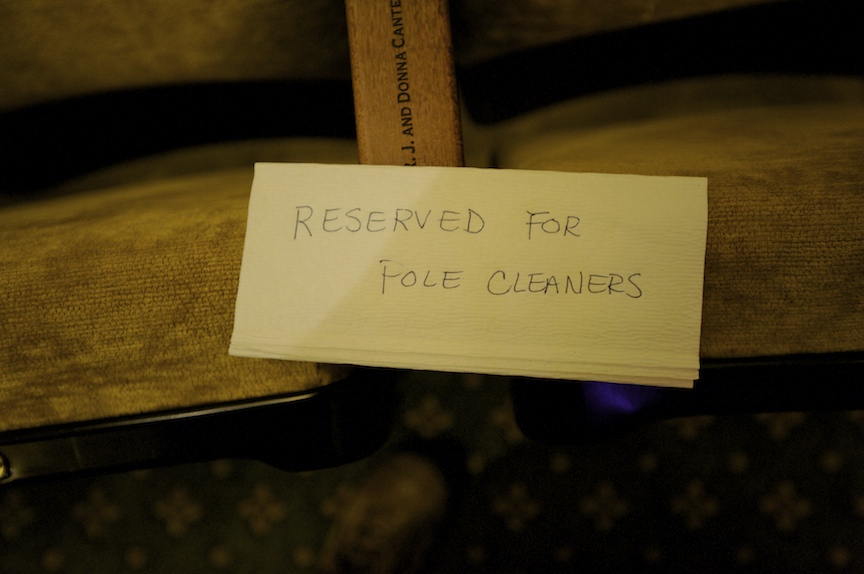 R. J. AND DONNA CANTE
RESERVED FOR
POLE CLEANERS